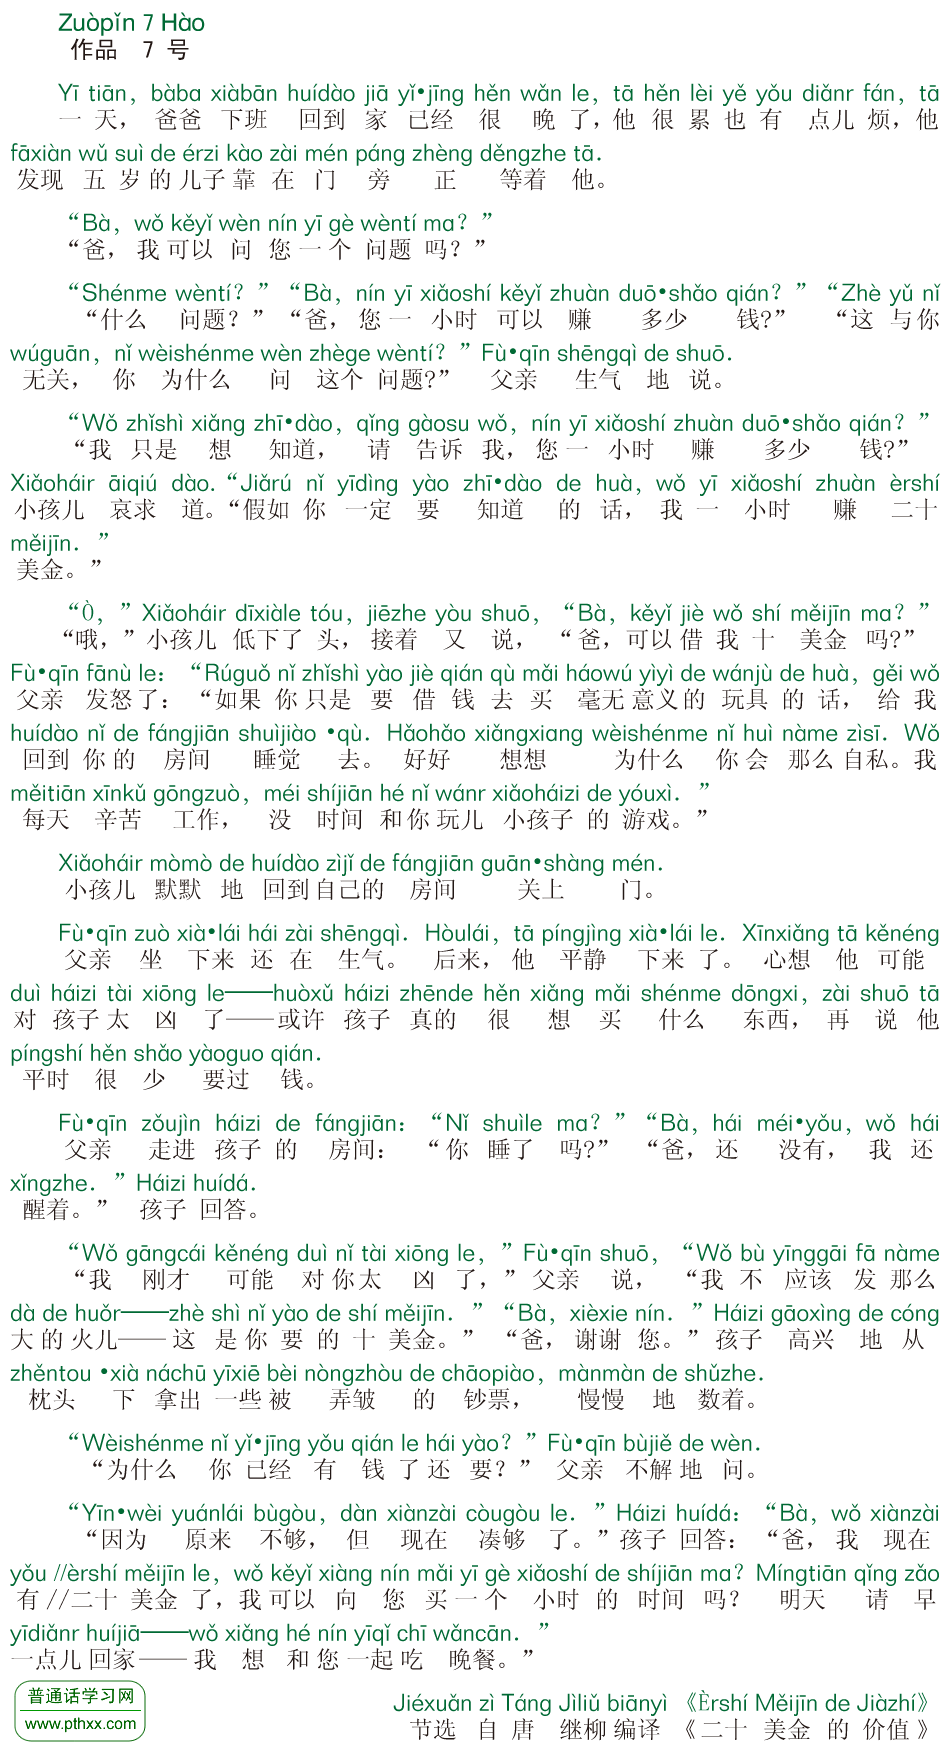 Zuòpǐn 7 Hào
作品 7 号
Yī tiān, bàba xiàbān huídào jiā yǐ•jīng hěn wǎn le, tā hěn lèi yě yǒu diǎnr fán, tā
一 天， 爸爸 下班 回到 家 已经 很 晚 了，他 很 累 也 有 点儿 烦，他
fāxiàn wǔ suì de érzi kào zài mén páng zhèng děngzhe tā.
发现 五 岁 的 儿子 靠 在 门 旁 正 等着 他。
“Bà, wǒ kěyǐ wèn nín yī gè wèntí ma? ”
“爸， 我 可以 问 您 一 个 问题 吗？”
“Shénme wèntí? ” “Bà, nín yī xiǎoshí kěyǐ zhuàn duō•shǎo qián? ” “Zhè yǔ nǐ
“什么 问题？” “爸， 您 一 小时 可以 赚 多少 钱?” “这 与 你
wúguān, nǐ wèishénme wèn zhège wèntí? ” Fù•qīn shēngqì de shuō.
无关， 你 为什么 问 这个 问题?” 父亲 生气 地 说。
“Wǒ zhǐshì xiǎng zhī•dào, qǐng gàosu wǒ, nín yī xiǎoshí zhuàn duō•shǎo qián? ”
“我 只是 想 知道， 请 告诉 我， 您 一 小时 赚 多少 钱?”
Xiǎoháir āiqiú dào. “Jiǎrú nǐ yīdìng yào zhī•dào de huà, wǒ yī xiǎoshí zhuàn èrshí
小孩儿 哀求 道。“假如 你 一定 要 知道 的 话， 我 一 小时 赚 二十
měijīn. ”
美金。”
“Ò, ” Xiǎoháir dīxiàle tóu, jiēzhe yòu shuō, “Bà, kěyǐ jiè wǒ shí měijīn ma? ”
“哦，” 小孩儿 低下了 头， 接着 又 说， “爸，可以 借 我 十 美金 吗?”
Fù•qīn fānù le: “Rúguǒ nǐ zhǐshì yào jiè qián qù mǎi háowú yìyì de wánjù de huà, gěi wǒ
父亲 发怒 了： “如果 你 只是 要 借 钱 去 买 毫无 意义的 玩具 的 话， 给 我
huídào nǐ de fángjiān shuìjiào •qù. Hǎohǎo xiǎngxiang wèishénme nǐ huì nàme zìsī. Wǒ
回到 你 的 房间 睡觉 去。 好好 想想 为什么 你 会 那么 自私。我
měitiān xīnkǔ gōngzuò, méi shíjiān hé nǐ wánr xiǎoháizi de yóuxì. ”
每天 辛苦 工作， 没 时间 和 你 玩儿 小孩子 的 游戏。”
Xiǎoháir mòmò de huídào zìjǐ de fángjiān guān•shàng mén.
小孩儿 默默 地 回到 自己的 房间 关上 门。
Fù•qīn zuò xià•lái hái zài shēngqì. Hòulái, tā píngjìng xià•lái le. Xīnxiǎng tā kěnéng
父亲 坐 下来 还 在 生气。 后来，他 平静 下来 了。 心想 他 可能
duì háizi tài xiōng le——huòxǔ háizi zhēnde hěn xiǎng mǎi shénme dōngxi, zài shuō tā
对 孩子 太 凶 了——或许 孩子 真的 很 想 买 什么 东西， 再 说 他
píngshí hěn shǎo yàoguo qián.
平时 很 少 要过 钱。
Fù•qīn zǒujìn háizi de fángjiān: “Nǐ shuìle ma? ” “Bà, hái méi•yǒu, wǒ hái
父亲 走进 孩子 的 房间： “你 睡了 吗?” “爸，还 没有， 我 还
xǐngzhe. ” Háizi huídá.
醒着。” 孩子 回答。
“Wǒ gāngcái kěnéng duì nǐ tài xiōng le, ” Fù•qīn shuō, “Wǒ bù yīnggāi fā nàme
“我 刚才 可能 对 你 太 凶 了，” 父亲 说， “我 不 应该 发 那么
dà de huǒr——zhè shì nǐ yào de shí měijīn. ” “Bà, xièxie nín. ” Háizi gāoxìng de cóng
大 的 火儿——这 是 你 要 的 十 美金。” “爸，谢谢 您。” 孩子 高兴 地 从
zhěntou •xià náchū yīxiē bèi nòngzhòu de chāopiào, mànmàn de shǔzhe.
枕头 下 拿出 一些 被 弄皱 的 钞票， 慢慢 地 数着。
“Wèishénme nǐ yǐ•jīng yǒu qián le hái yào? ” Fù•qīn bùjiě de wèn.
“为什么 你 已经 有 钱 了 还 要？” 父亲 不解 地 问。
“Yīn•wèi yuánlái bùgòu, dàn xiànzài còugòu le. ” Háizi huídá: “Bà, wǒ xiànzài
“因为 原来 不够， 但 现在 凑够 了。”孩子 回答： “爸，我 现在
yǒu //èrshí měijīn le, wǒ kěyǐ xiàng nín mǎi yī gè xiǎoshí de shíjiān ma? Míngtiān qǐng zǎo
有 //二十 美金 了，我 可以 向 您 买 一 个 小时 的 时间 吗？ 明天 请 早
yīdiǎnr huíjiā——wǒ xiǎng hé nín yīqǐ chī wǎncān. ”
一点儿 回家——我 想 和 您 一起 吃 晚餐。”
Jiéxuǎn zì Táng Jìliǔ biānyì 《Èrshí Měijīn de Jiàzhí》
节选 自 唐 继柳 编译 《二十 美金 的 价值》
普通话学习网
www.pthxx.com